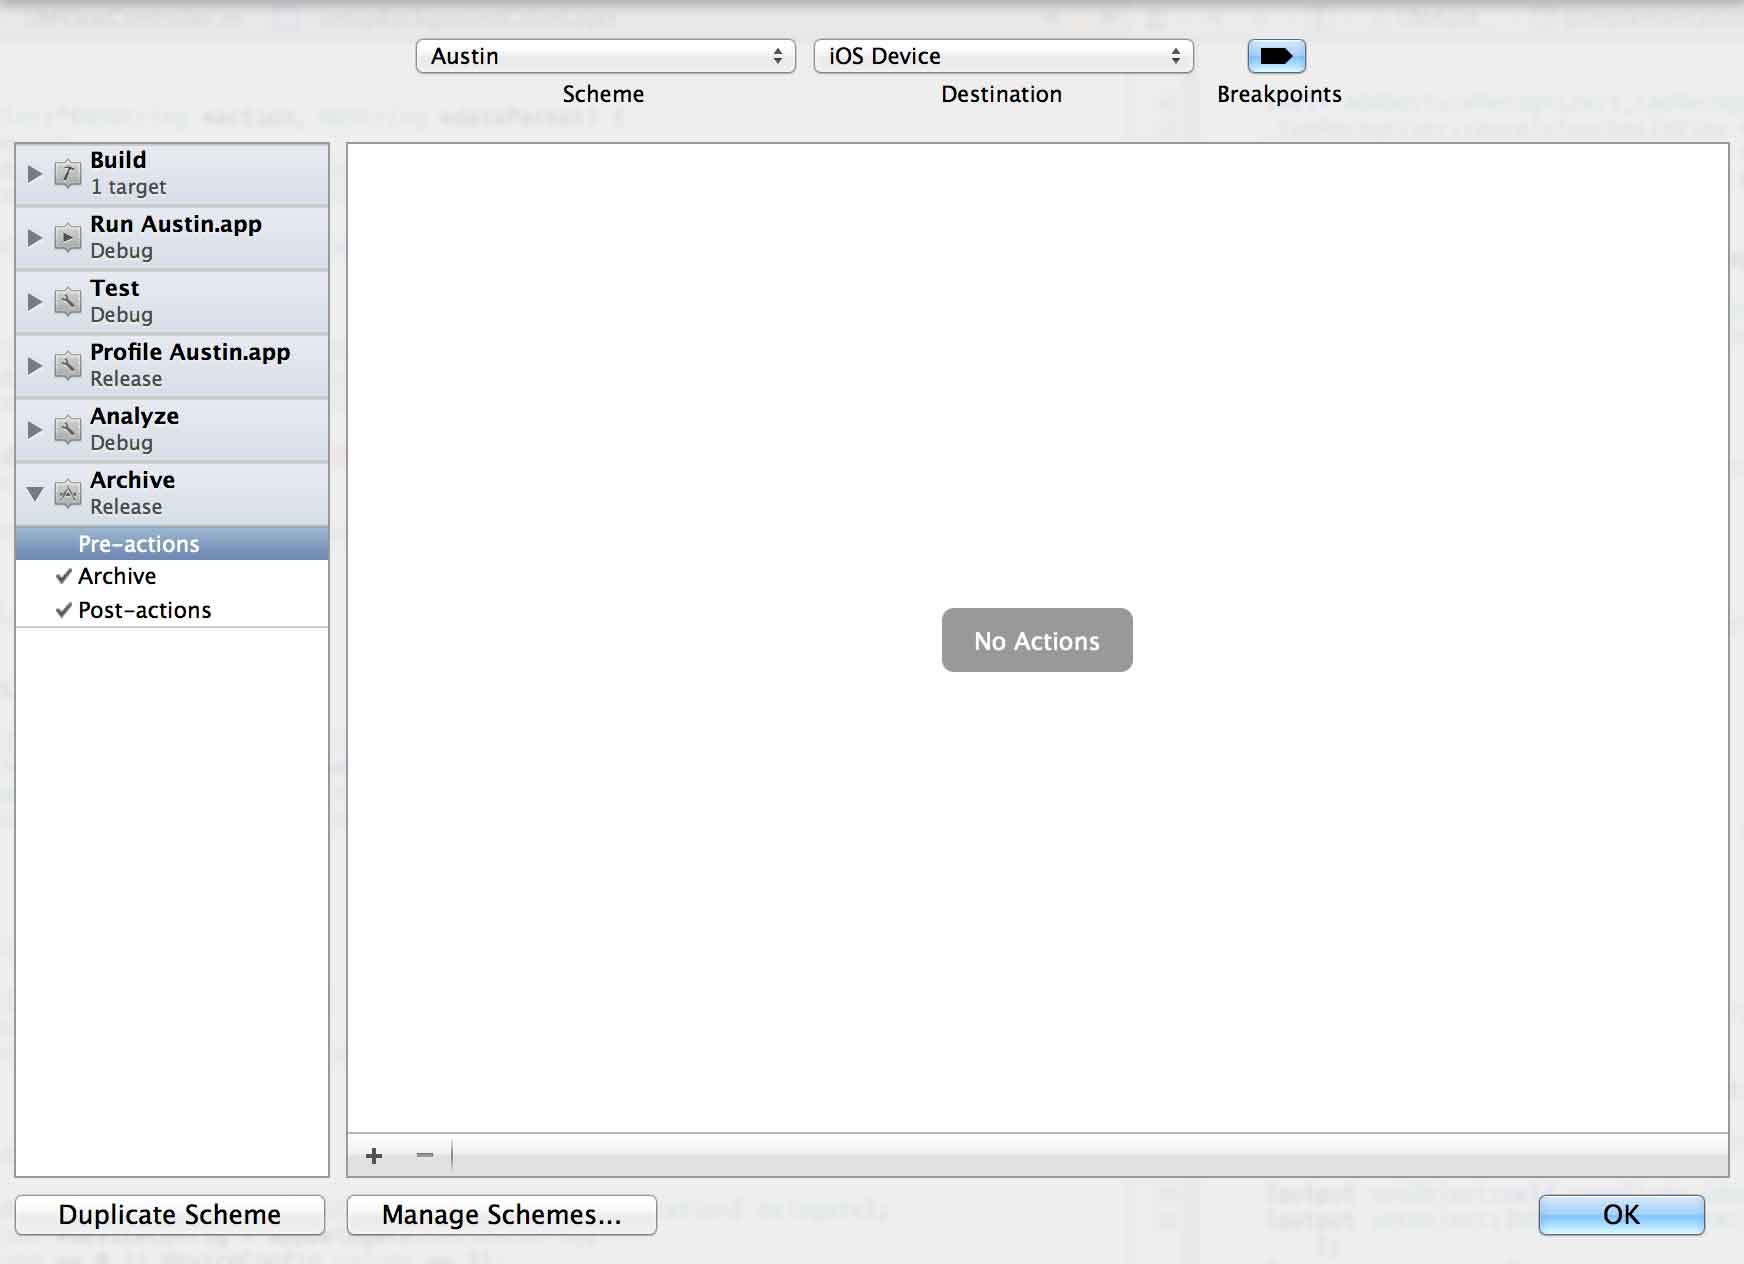 Austin
iOS Device
Scheme
Destination
Breakpoints
Build
1 target
Run Austin.app
Debug
Test
Debug
Profile Austin.app
Release
Analyze
Debug
Archive
Release
Pre-actions
Archive
Post-actions
No Actions
Duplicate Scheme
Manage Schemes...
OK